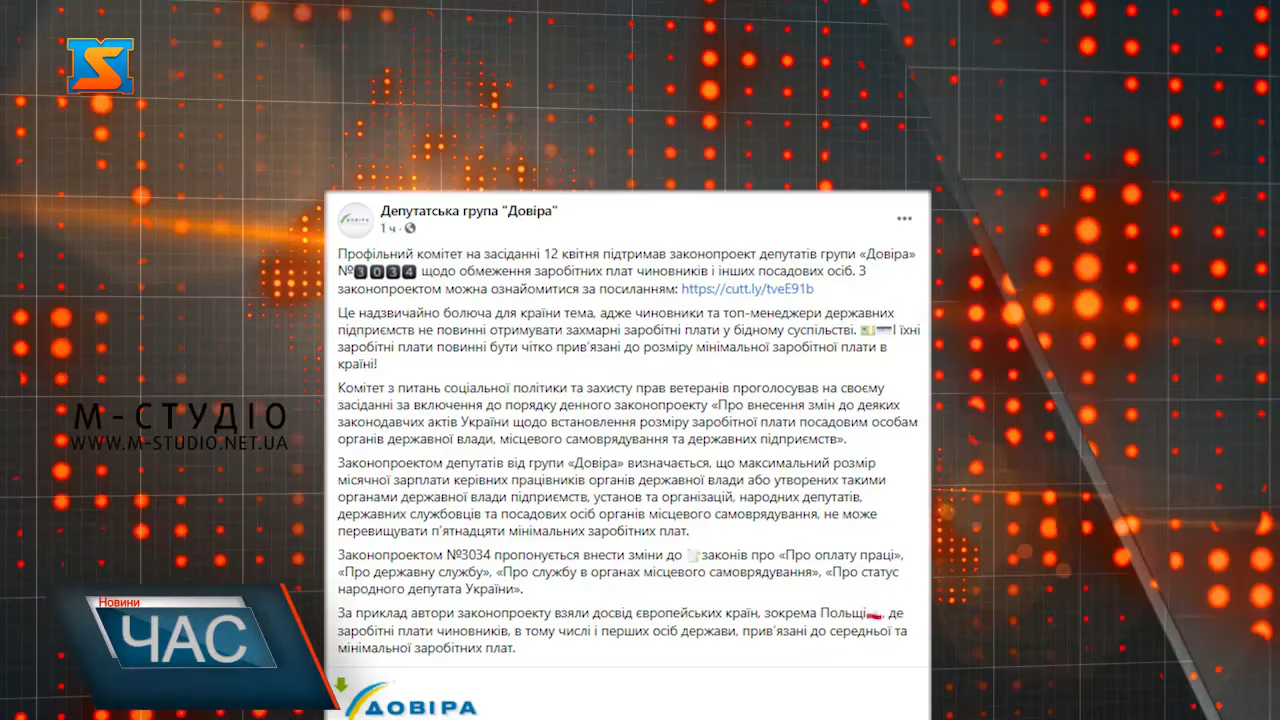 Депутатська група "Довіра"
1 ч ·
Профільний комітет на засіданні 12 квітня підтримав законопроект депутатів групи «Довіра»
№3034 щодо обмеження заробітних плат чиновників і інших посадових осіб. З
законопроектом можна ознайомитися за посиланням: https://cutt.ly/tveE91b
Це надзвичайно болюча для країни тема, адже чиновники та топ-менеджери державних
підприємств не повинні отримувати захмарні заробітні плати у бідному суспільстві. І їхні
заробітні плати повинні бути чітко прив'язані до розміру мінімальної заробітної плати в
країні!
Комітет з питань соціальної політики та захисту прав ветеранів проголосував на своєму
засіданні за включення до порядку денного законопроекту «Про внесення змін до деяких
законодавчих актів України щодо встановлення розміру заробітної плати посадовим особам
органів державної влади, місцевого самоврядування та державних підприємств».
Законопроектом депутатів від групи «Довіра» визначається, що максимальний розмір
місячної зарплати керівних працівників органів державної влади або утворених такими
органами державної влади підприємств, установ та організацій, народних депутатів,
державних службовців та посадових осіб органів місцевого самоврядування, не може
перевищувати п'ятнадцяти мінімальних заробітних плат.
Законопроектом №3034 пропонується внести зміни до законів про «Про оплату праці»,
«Про державну службу», «Про службу в органах місцевого самоврядування», «Про статус
народного депутата України».
За приклад автори законопроекту взяли досвід європейських країн, зокрема Польщі, де
заробітні плати чиновників, в тому числі і перших осіб держави, прив'язані до середньої та
мінімальної заробітних плат.
ДОВІРА
М-СТУДІО
WWW.M-STUDIO.NET.UA
Новини
ЧАС